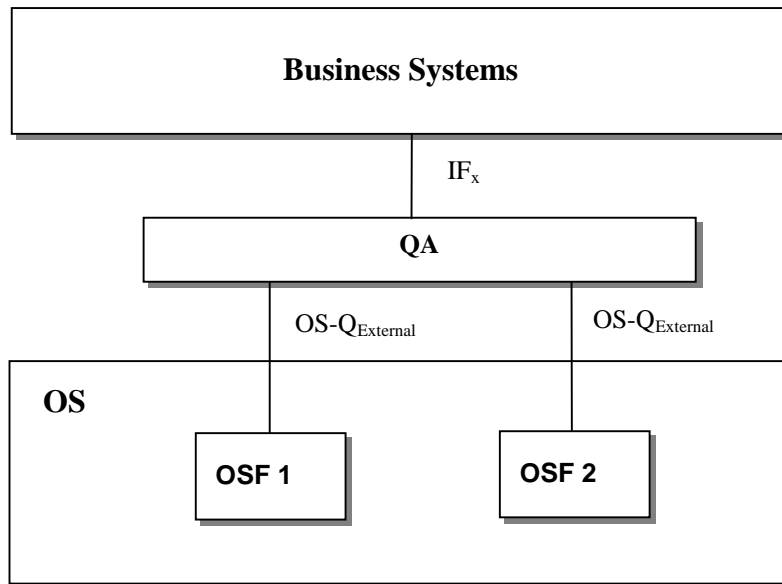 Business Systems
IFx
QA
OS-QExternal
OS-QExternal
OS
OSF 1
OSF 2